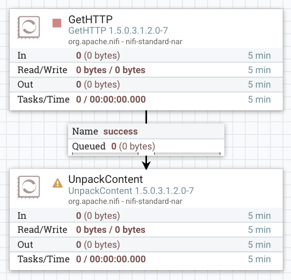 GetHTTP
GetHTTP 1.5.0.3.1.2.0-7
org.apache.nifi - nifi-standard-nar
In 0 (0 bytes) 5 min
Read/Write 0 bytes / 0 bytes 5 min
Out 0 (0 bytes) 5 min
Tasks/Time 0 / 00:00:00.000 5 min
Name success
Queued 0 (0 bytes)
UnpackContent
UnpackContent 1.5.0.3.1.2.0-7
org.apache.nifi - nifi-standard-nar
In 0 (0 bytes) 5 min
Read/Write 0 bytes / 0 bytes 5 min
Out 0 (0 bytes) 5 min
Tasks/Time 0 / 00:00:00.000 5 min